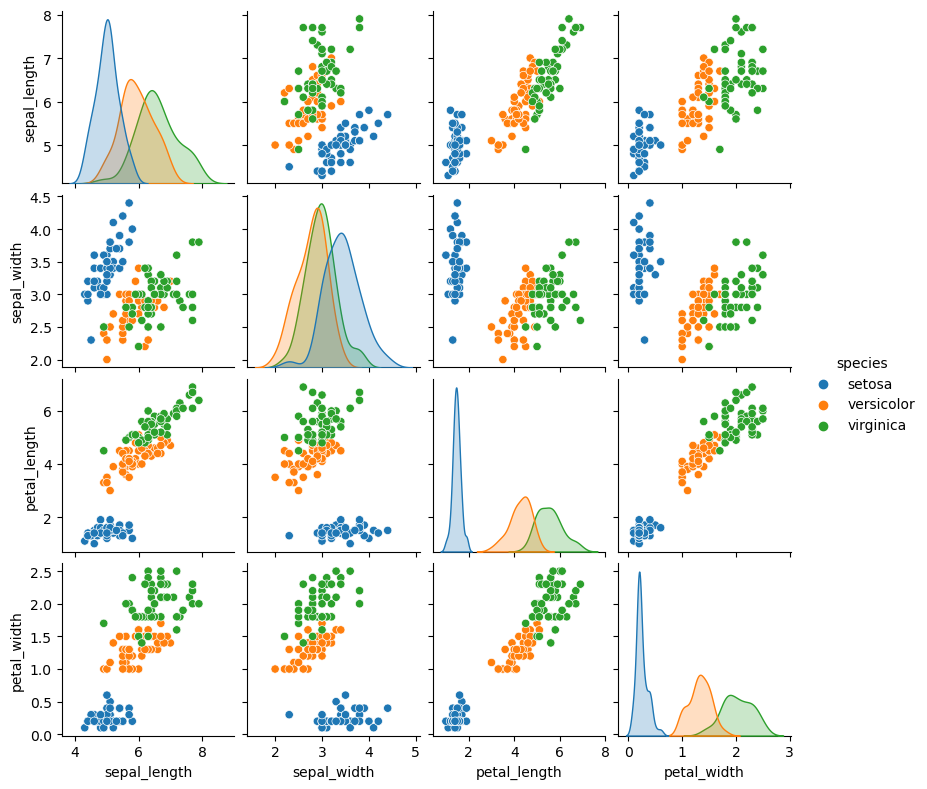 sepal_length
8
7
6
5
sepal_width
4.5
4.0
3.5
3.0
2.5
2.0
petal_length
6
4
2
petal_width
2.5
2.0
1.5
1.0
0.5
0.0
4 6 8
sepal_length
2 3 4 5
sepal_width
2 4 6 8
petal_length
0 1 2 3
petal_width
species
setosa
versicolor
virginica